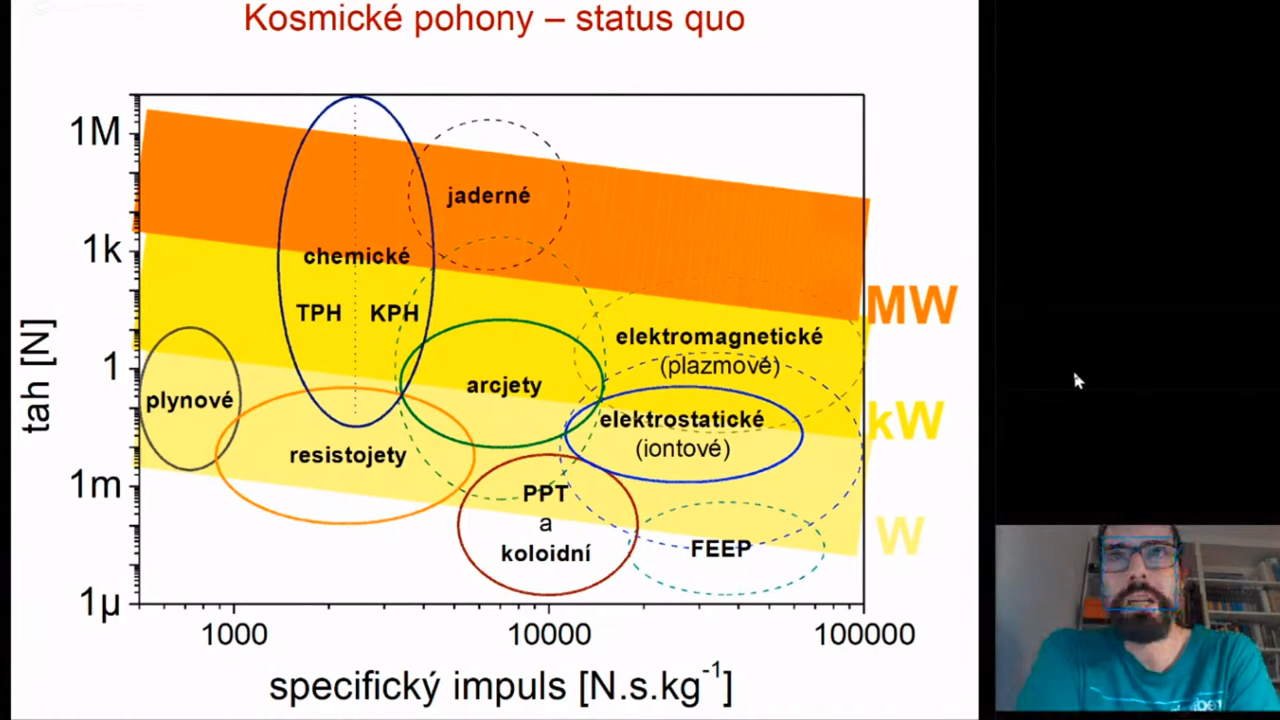 Kosmické pohony – status quo
1M
1k
1
1m
1µ
tah [N]
jaderné
chemické
TPH KPH
plynové
arcjety
resistojety
elektromagnetické
(plazmové)
elektrostatické
(iontové)
PPT
a
koloidní
FEEP
MW
kW
W
1000 10000 100000
specifický impuls [N.s.kg-1]